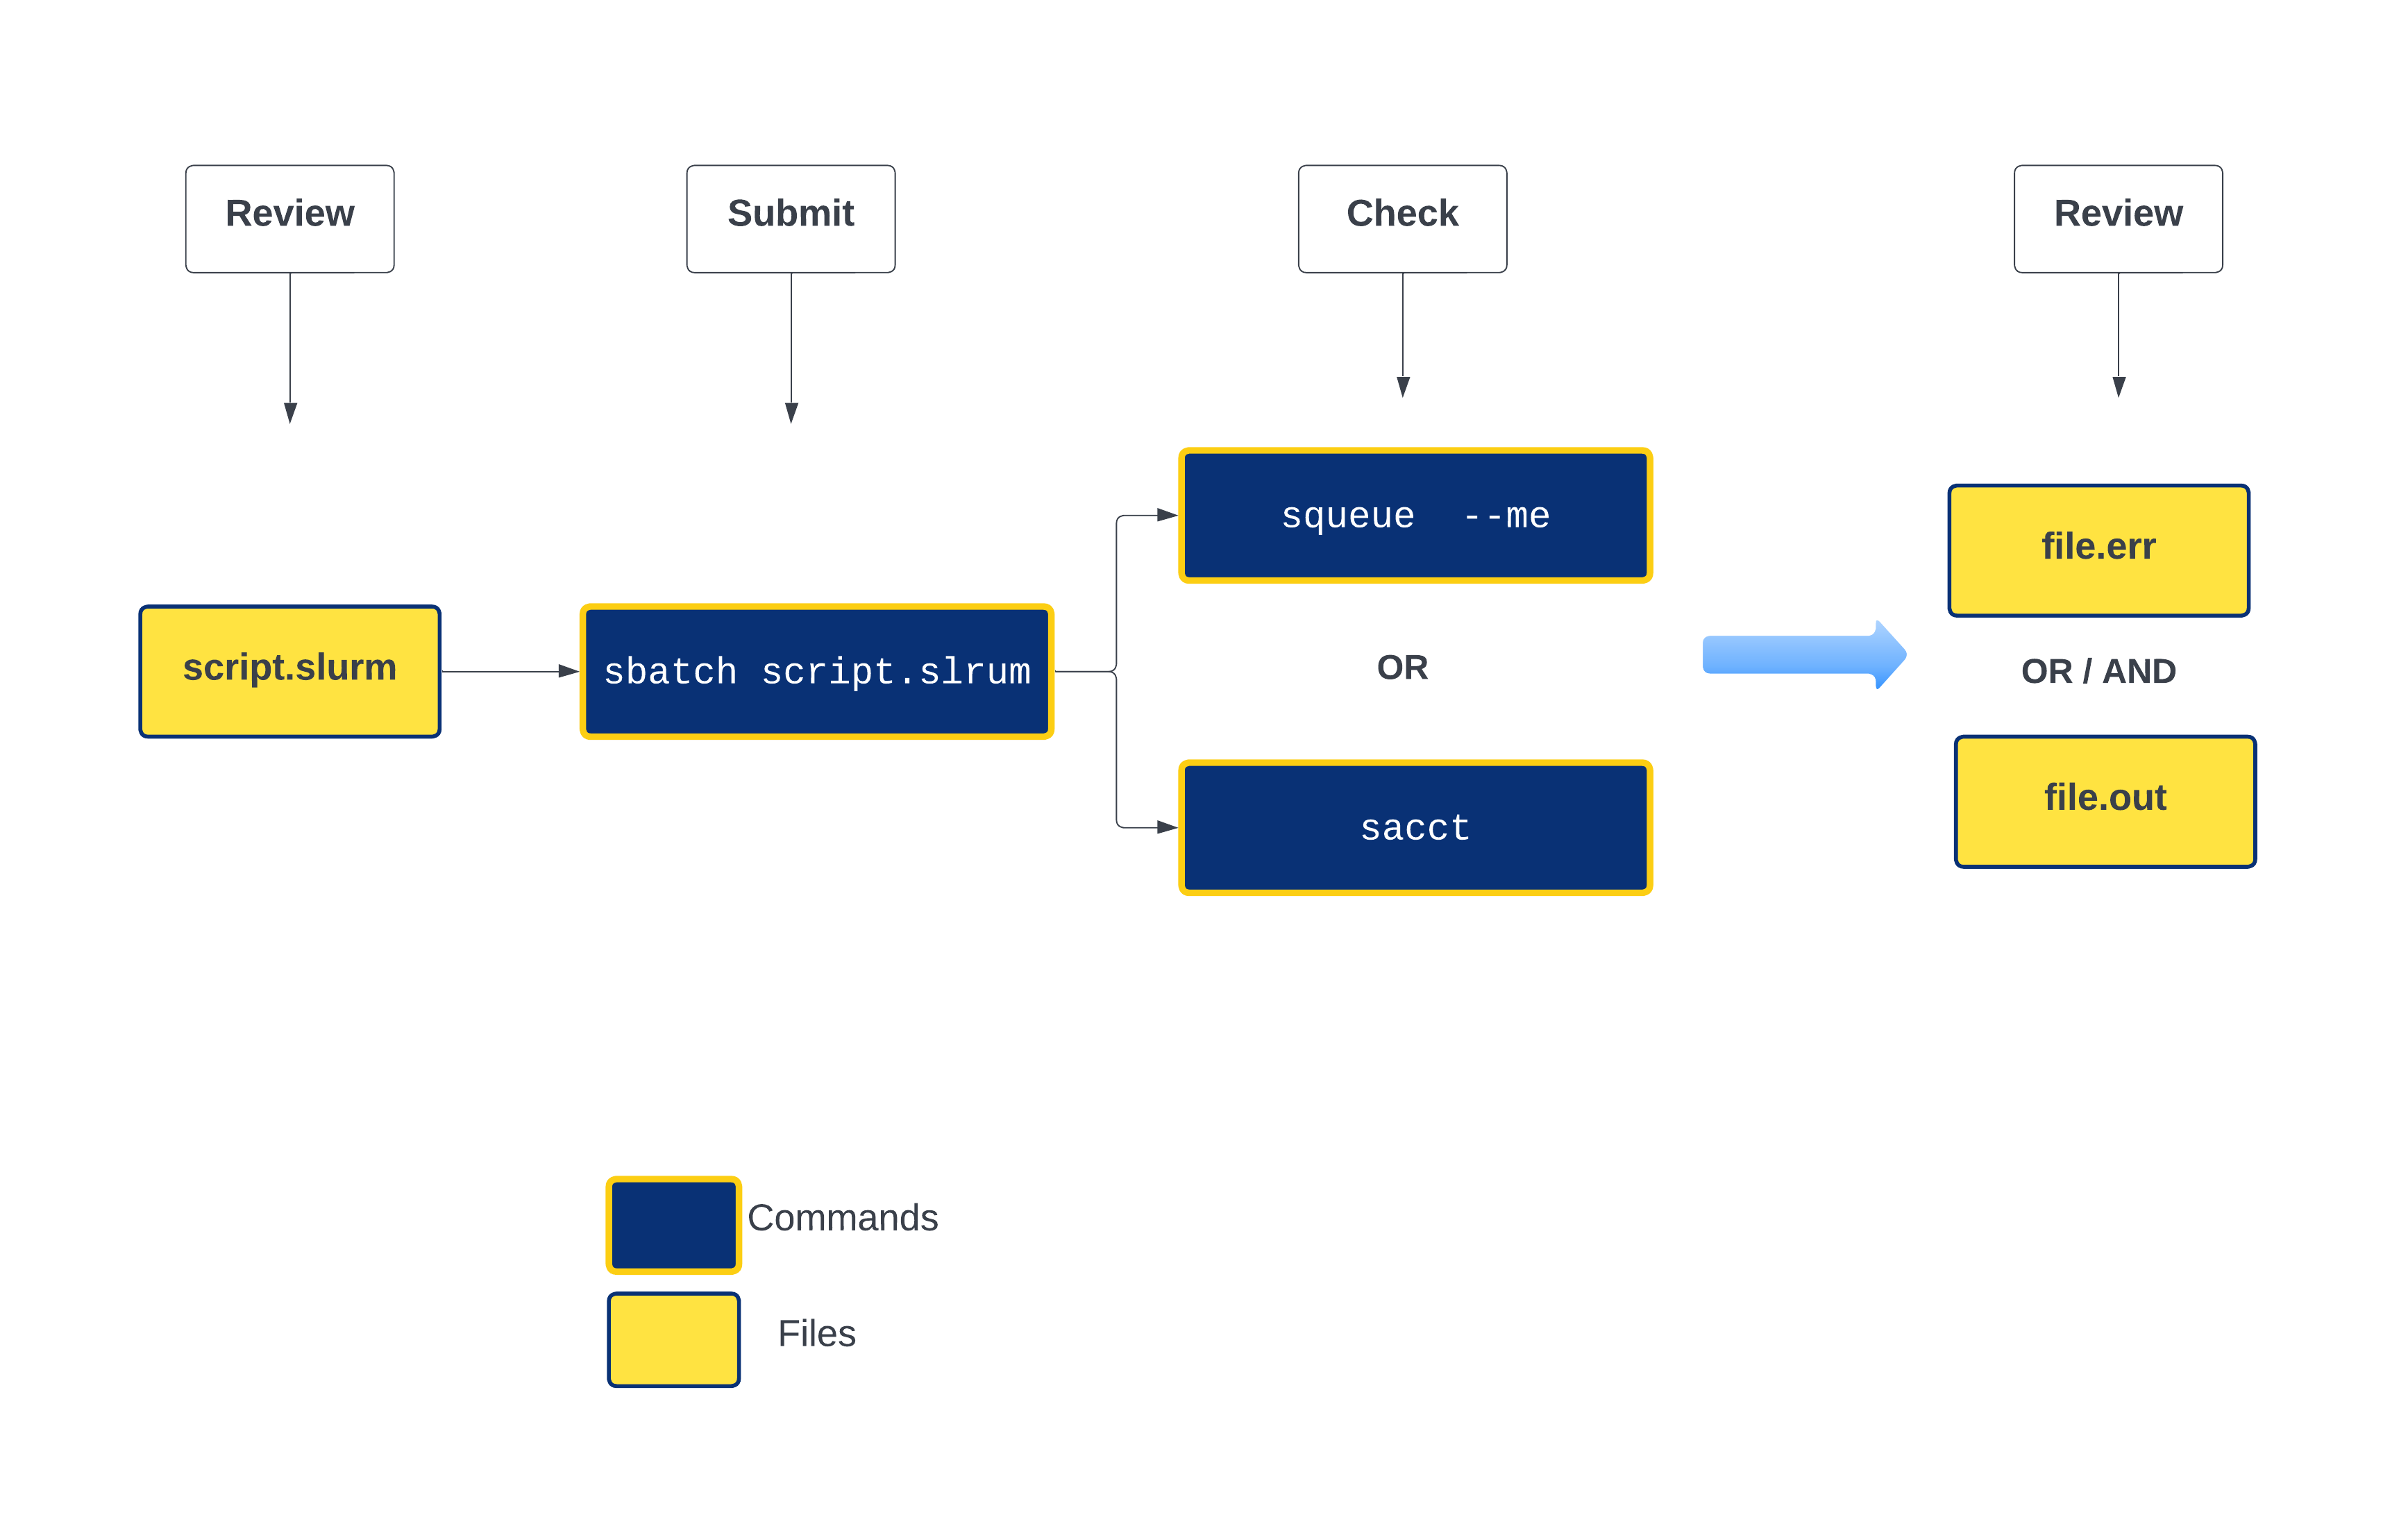 Review
Submit
Check
Review
script.slurm
sbatch script.slrum
squeue  --me
OR
sacct
file.err
OR / AND
file.out
Commands
Files